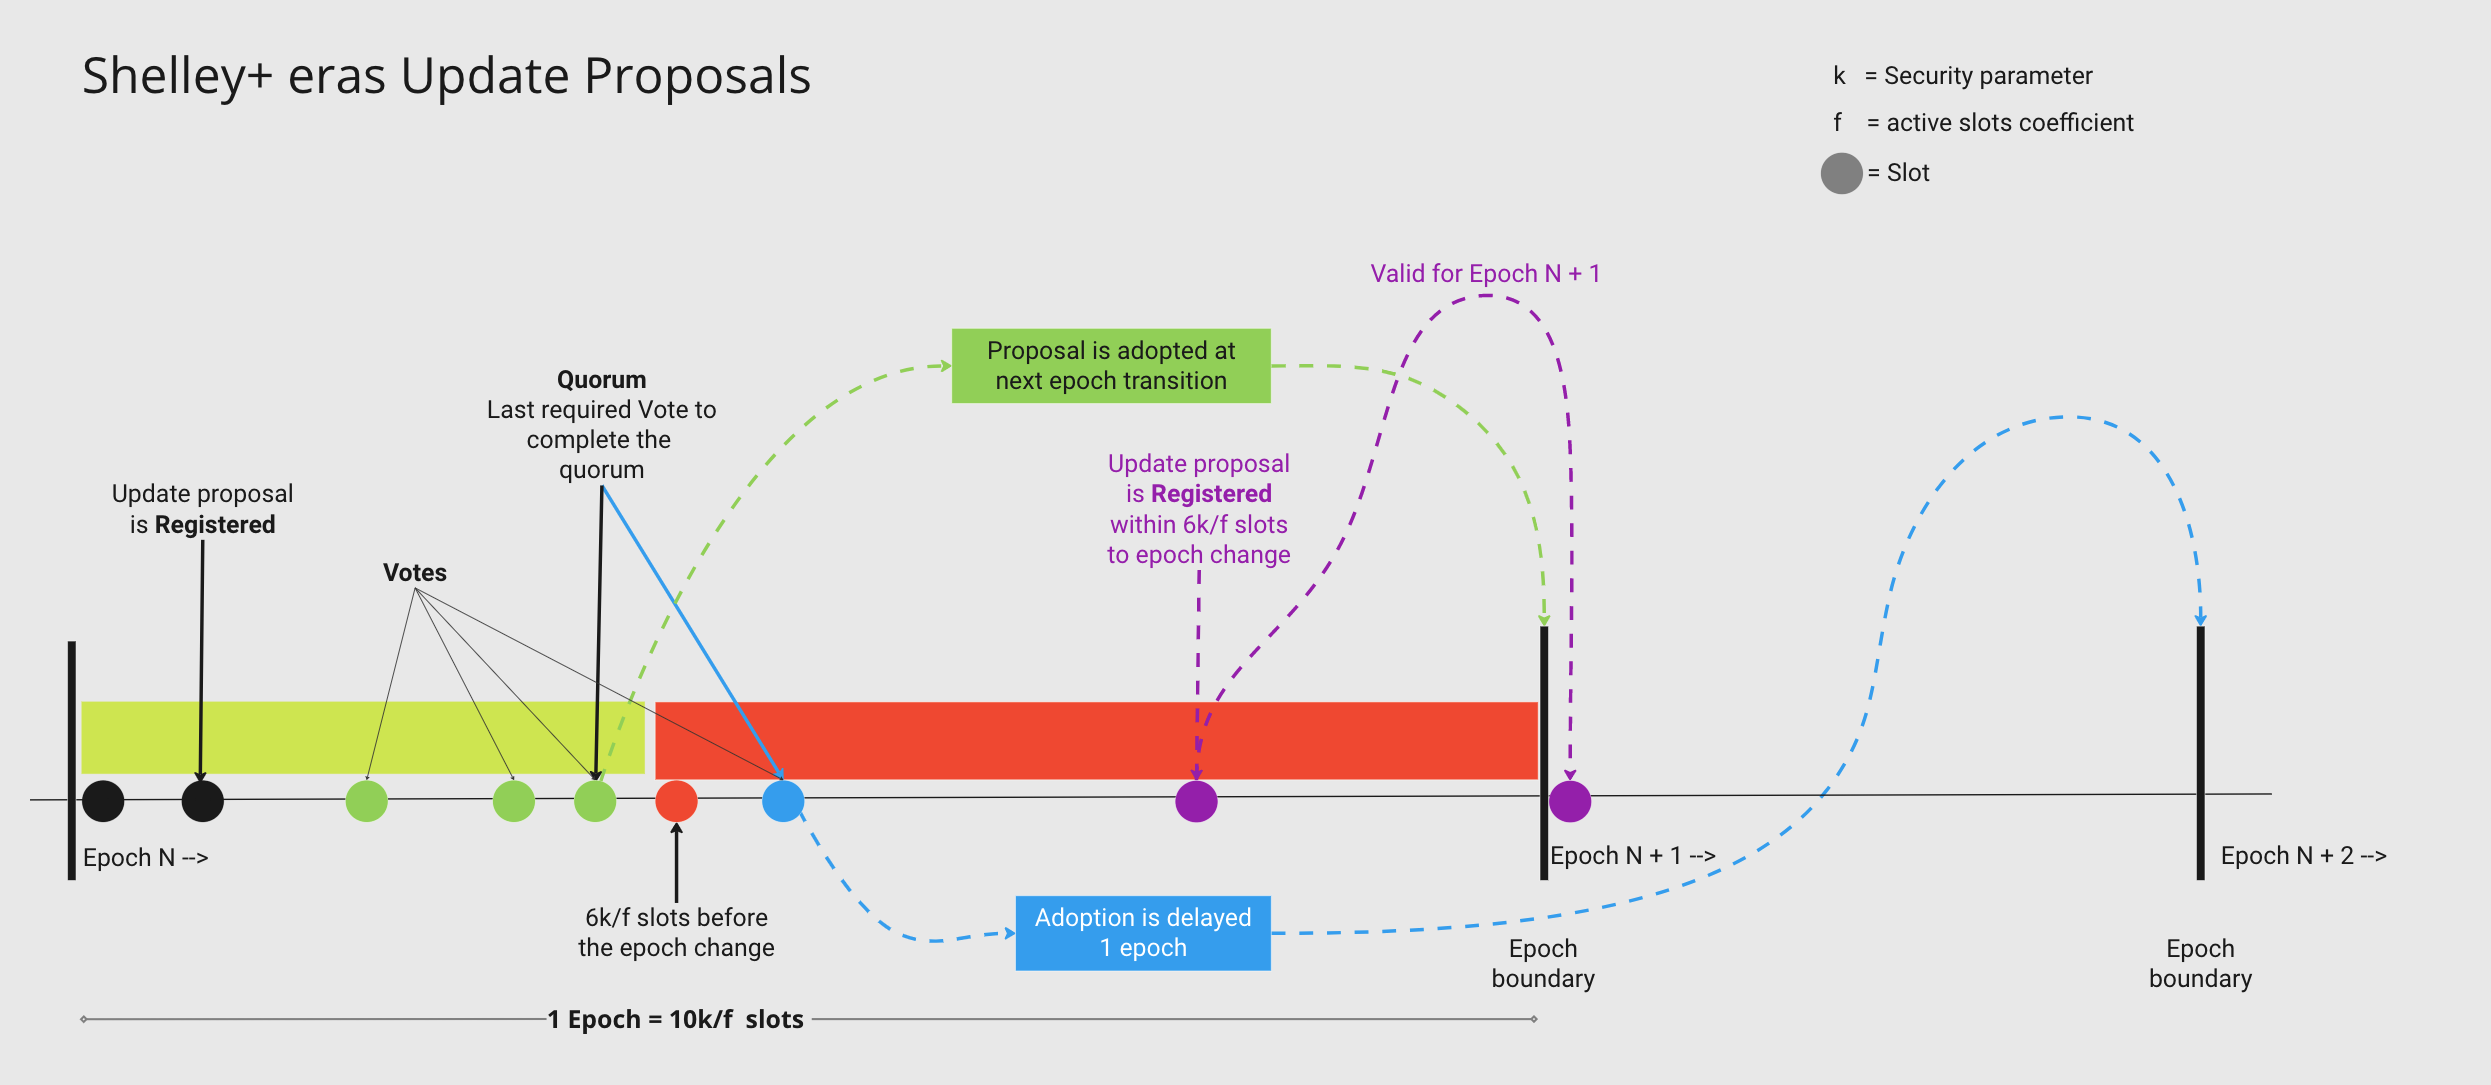 Shelley+ eras Update Proposals
k = Security parameter
f = active slots coefficient
= Slot
Valid for Epoch N + 1
Proposal is adopted at
next epoch transition
Quorum
Last required Vote to
complete the
quorum
Update proposal
is Registered
within 6k/f slots
to epoch change
Update proposal
is Registered
Votes
Epoch N -->
Epoch N + 1 -->
Epoch N + 2 -->
6k/f slots before
the epoch change
Adoption is delayed
1 epoch
Epoch
boundary
Epoch
boundary
1 Epoch = 10k/f slots